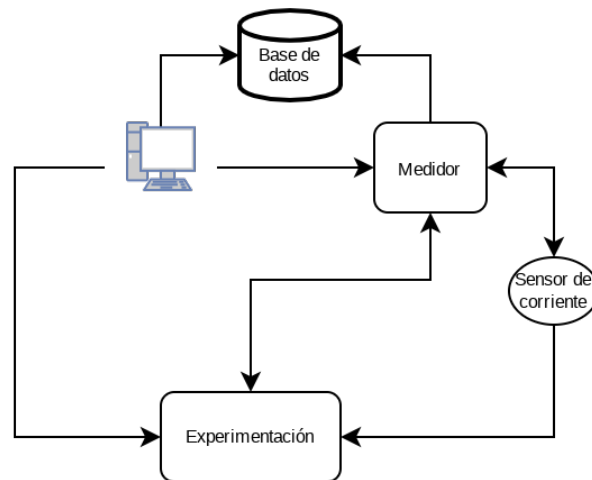 Base de
datos
Medidor
Sensor de
corriente
Experimentación